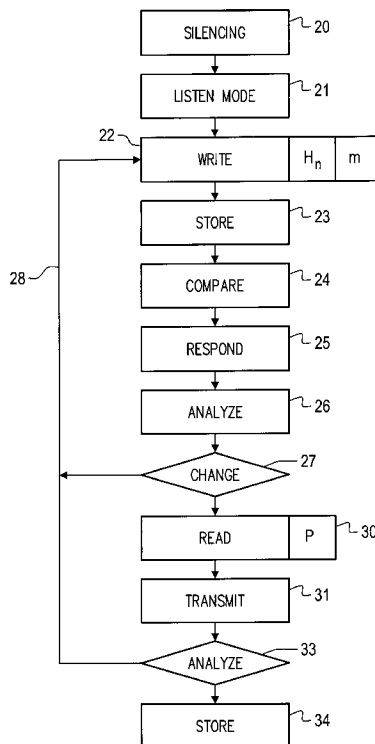 SILENCING 20
LISTEN MODE 21
22 WRITE Hn m
STORE 23
COMPARE 24
28
RESPOND 25
ANALYZE 26
CHANGE 27
READ P 30
TRANSMIT 31
ANALYZE 33
STORE 34